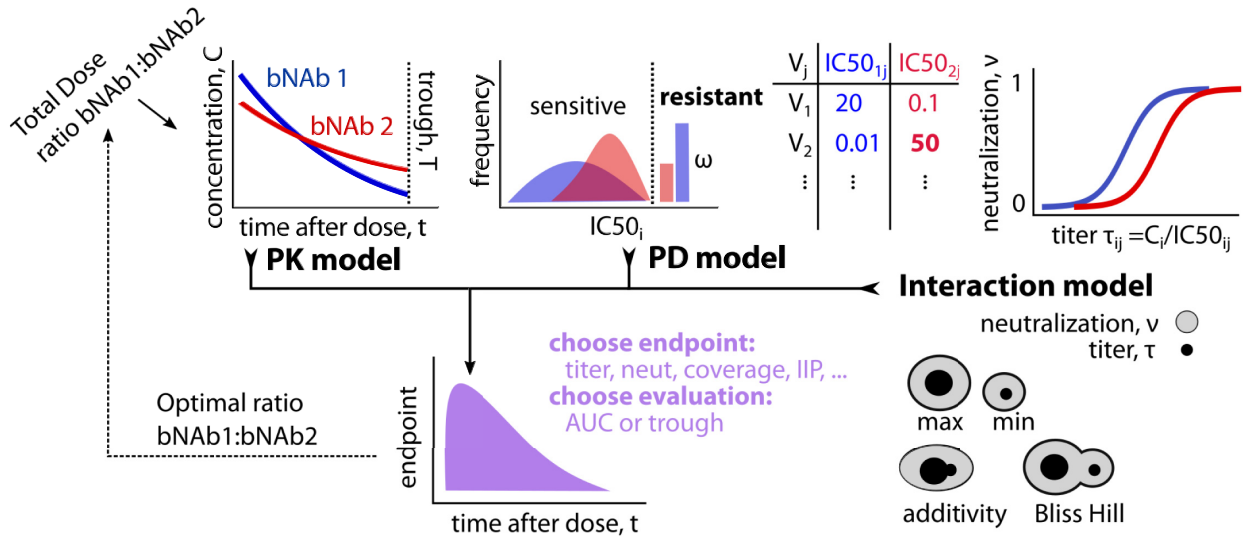 Total Dose
ratio bNAb1:bNAb2
concentration, C
bNAb 1
bNAb 2
trough, T
time after dose, t
PK model
frequency
sensitive
resistant
ω
IC50i
PD model
Vj IC501j IC502j
V1 20 0.1
V2 0.01 50
... ... ...
neutralization, ν
1
0
titer τij =Ci/IC50ij
Interaction model
neutralization, ν
titer, τ
max min
additivity Bliss Hill
choose endpoint:
titer, neut, coverage, IIP, ...
choose evaluation:
AUC or trough
Optimal ratio
bNAb1:bNAb2
endpoint
time after dose, t